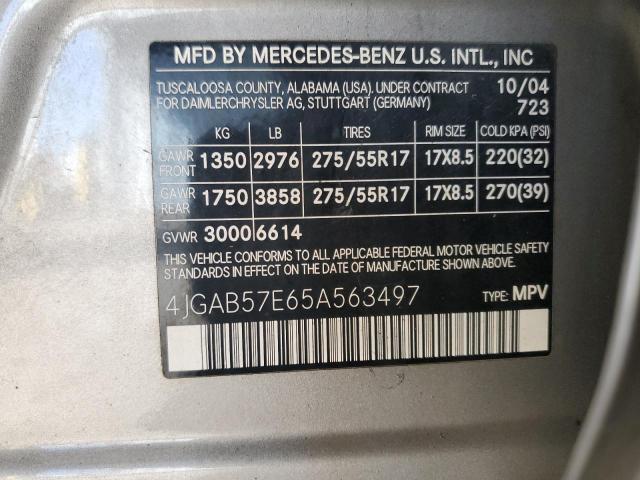 MFD BY MERCEDES-BENZ U.S. INTL., INC
TUSCALOOSA COUNTY, ALABAMA (USA). UNDER CONTRACT 10/04
FOR DAIMLERCHRYSLER AG, STUTTGART (GERMANY) 723
KG LB TIRES RIM SIZE COLD KPA (PSI)
GAWR FRONT 1350 2976 275/55R17 17X8.5 220(32)
GAWR REAR 1750 3858 275/55R17 17X8.5 270(39)
GVWR 3000 6614
THIS VEHICLE CONFORMS TO ALL APPLICABLE FEDERAL MOTOR VEHICLE SAFETY
STANDARDS IN EFFECT ON THE DATE OF MANUFACTURE SHOWN ABOVE.
4JGAB57E65A563497 TYPE: MPV